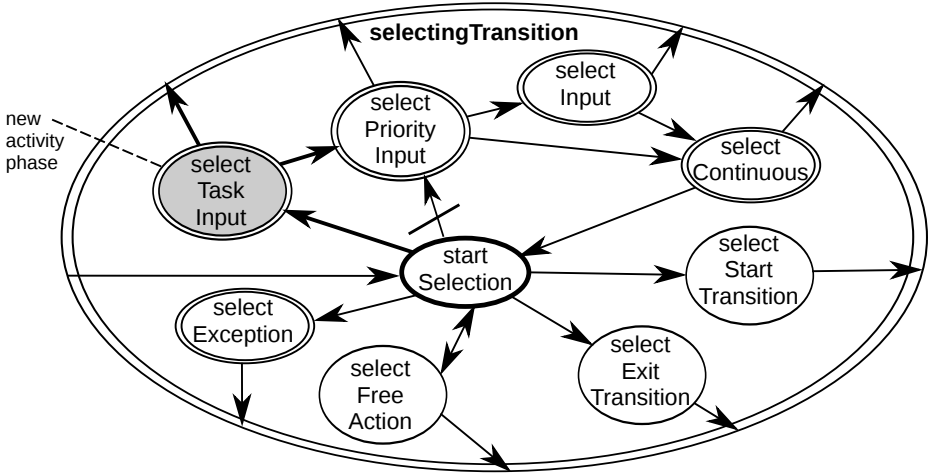 selectingTransition
select
Input
select
Priority
Input
new
activity
phase
select
Task
Input
select
Continuous
start
Selection
select
Start
Transition
select
Exception
select
Free
Action
select
Exit
Transition